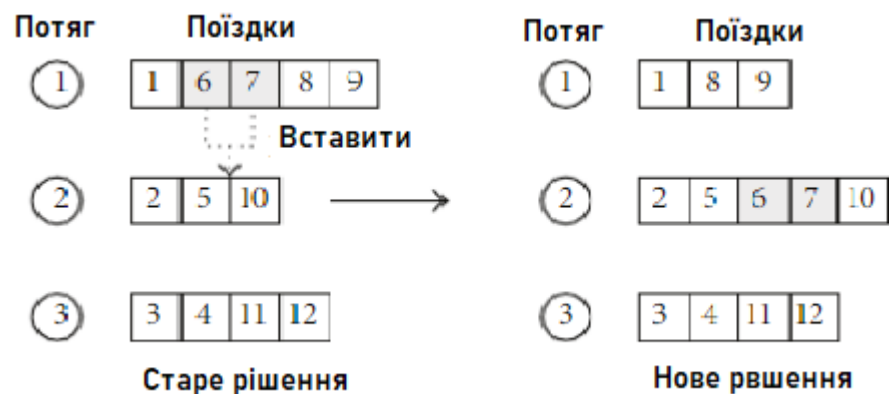 Потяг Поїздки
1 1 6 7 8 9
Вставити
2 2 5 10
3 3 4 11 12
Старе рішення
Потяг Поїздки
1 1 8 9
2 2 5 6 7 10
3 3 4 11 12
Нове рвшення